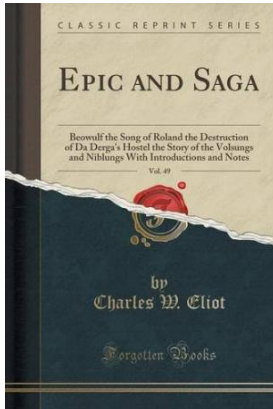 CLASSIC REPRINT SERIES
EPIC AND SAGA
Beowulf the Song of Roland the Destruction
of Da Derga's Hostel the Story of the Volsungs
and Niblungs With Introductions and Notes
Vol. 49
by
Charles W. Eliot
Forgotten Books